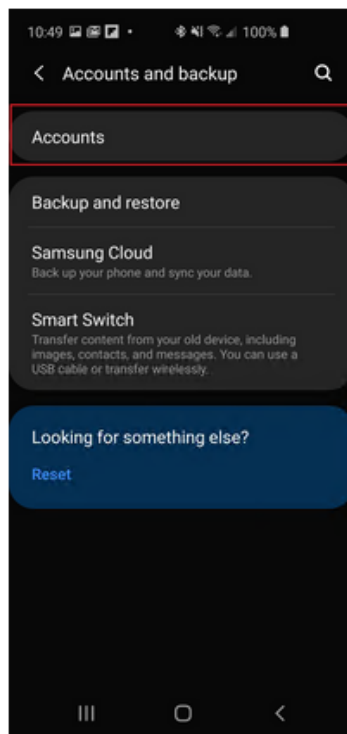 10:49 100%
Accounts and backup
Accounts
Backup and restore
Samsung Cloud
Back up your phone and sync your data.
Smart Switch
Transfer content from your old device, including
images, contacts, and messages. You can use a
USB cable or transfer wirelessly.
Looking for something else?
Reset